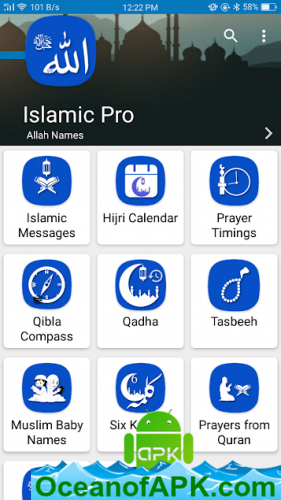 101 B/s
12:22 PM
58%
الله
Islamic Pro
Allah Names
Islamic
Messages
Hijri Calendar
Prayer
Timings
Qibla
Compass
Qadha
Tasbeeh
Muslim Baby
Names
Six K
Prayers from
Quran
APK
OceanofAPK.com